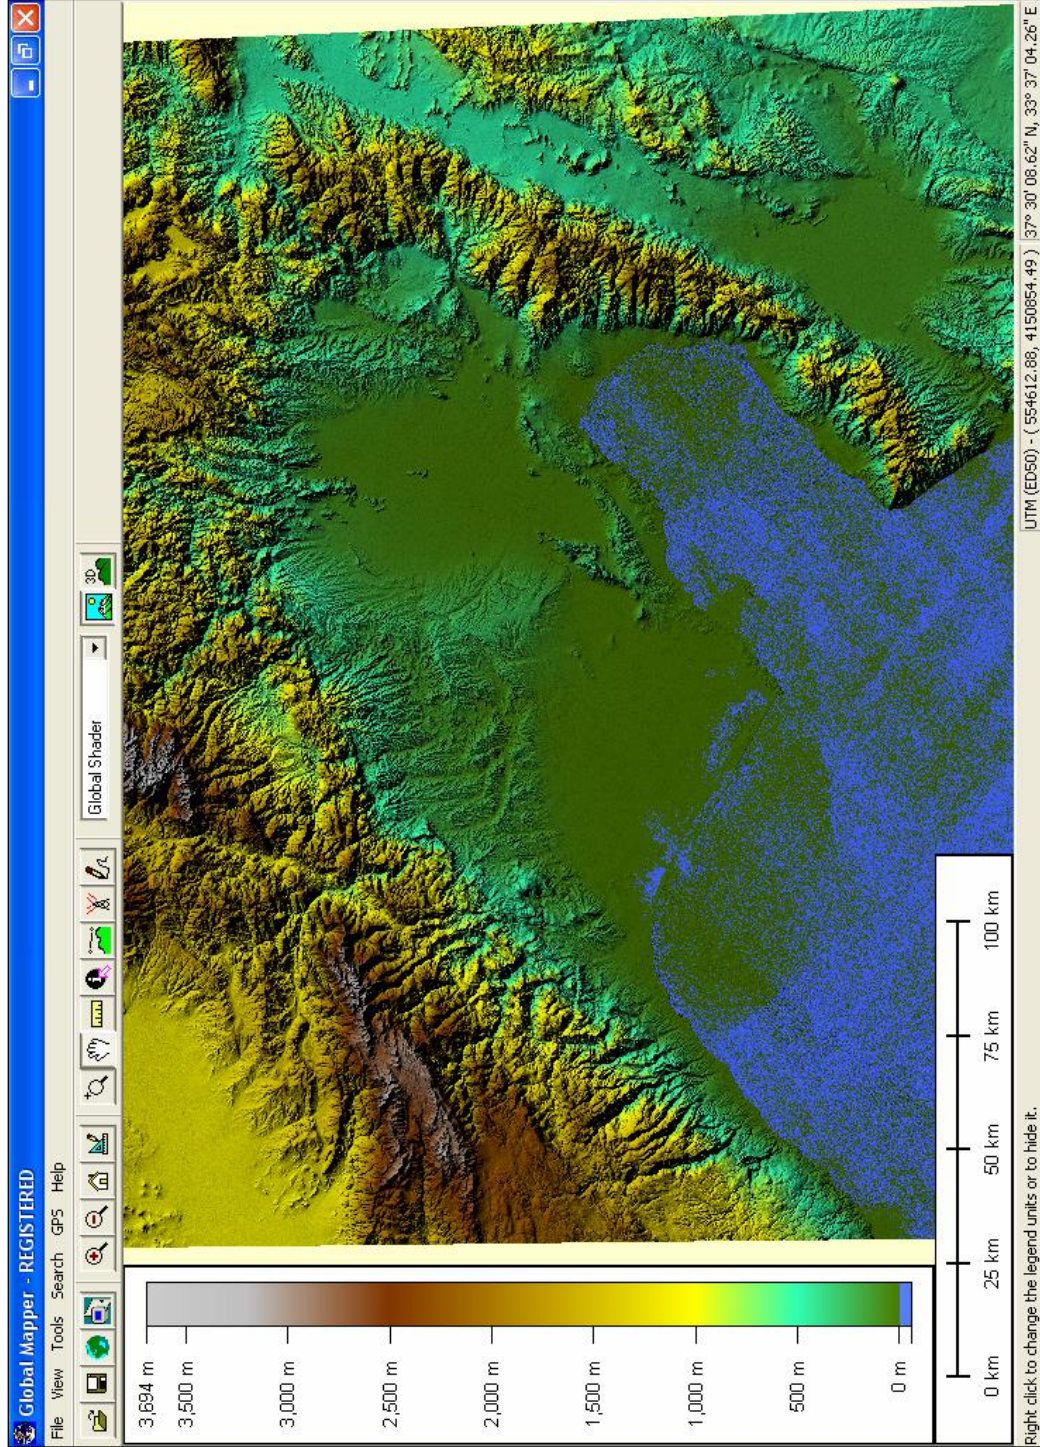 Global Mapper - REGISTERED
File View Tools Search GPS Help
Global Shader
3D
3,694 m
3,500 m
3,000 m
2,500 m
2,000 m
1,500 m
1,000 m
500 m
0 m
0 km 25 km 50 km 75 km 100 km
Right click to change the legend units or to hide it.
UTM (ED50) - ( 554612.88, 4150854.49 ) 37° 30' 08.62" N, 33° 37' 04.26" E